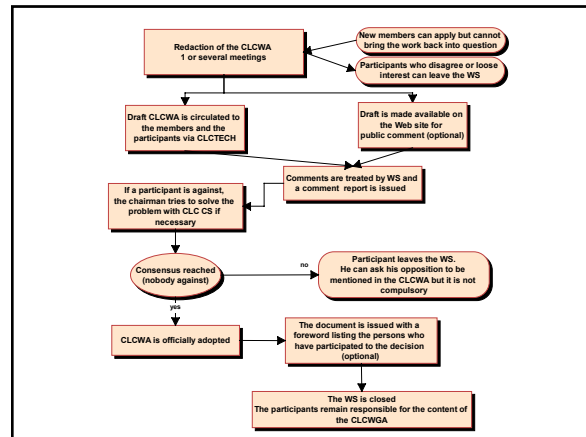 New members can apply but cannot
bring the work back into question
Redaction of the CLCWA
1 or several meetings
Participants who disagree or loose
interest can leave the WS
Draft CLCWA is circulated to
the members and the
participants via CLCTECH
Draft is made available on
the Web site for
public comment (optional)
Comments are treated by WS and
a comment report is issued
If a participant is against,
the chairman tries to solve the
problem with CLC CS if
necessary
Consensus reached
(nobody against)
no
Participant leaves the WS.
He can ask his opposition to be
mentioned in the CLCWA but it is not
compulsory
yes
CLCWA is officially adopted
The document is issued with a
foreword listing the persons who
have participated to the decision
(optional)
The WS is closed
The participants remain responsible for the content of
the CLCWGA